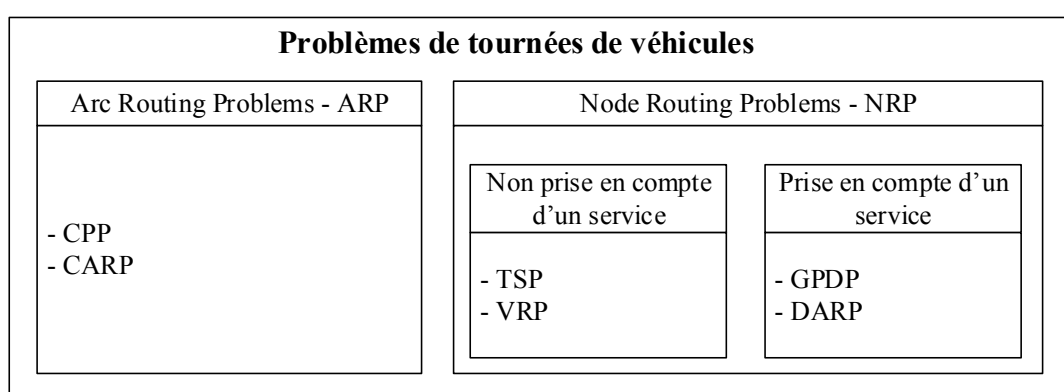 Problèmes de tournées de véhicules
Arc Routing Problems - ARP
- CPP
- CARP
Node Routing Problems - NRP
Non prise en compte
d’un service
- TSP
- VRP
Prise en compte d’un
service
- GPDP
- DARP